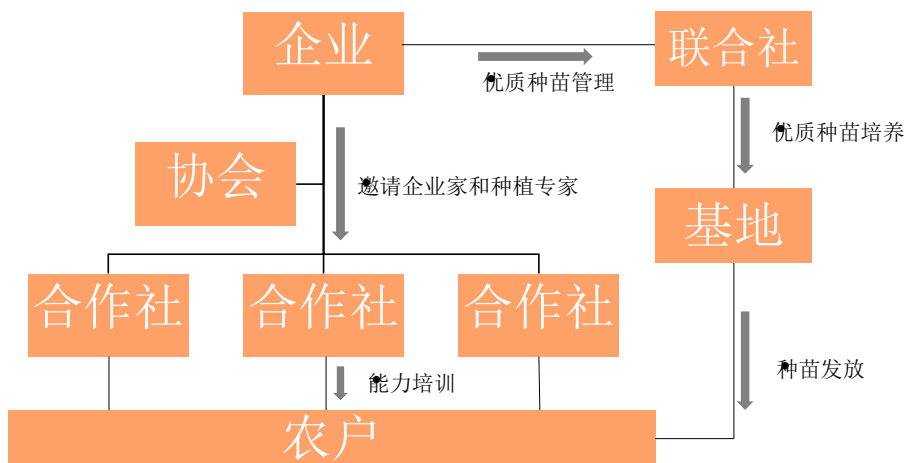 企业
联合社
优质种苗管理
优质种苗培养
协会
邀请企业家和种植专家
基地
合作社
合作社
合作社
种苗发放
能力培训
农户